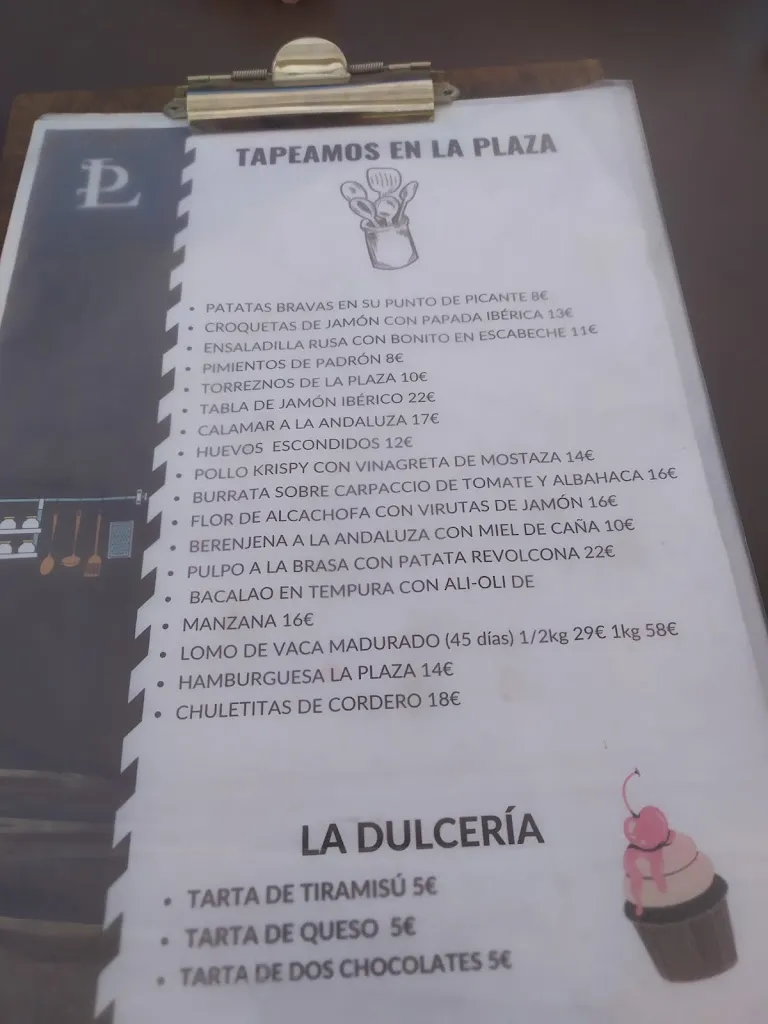 LP
TAPEAMOS EN LA PLAZA
• PATATAS BRAVAS EN SU PUNTO DE PICANTE 8€
• CROQUETAS DE JAMÓN CON PAPADA IBÉRICA 13€
• ENSALADILLA RUSA CON BONITO EN ESCABECHE 11€
• PIMIENTOS DE PADRÓN 8€
• TORREZNOS DE LA PLAZA 10€
• TABLA DE JAMÓN IBÉRICO 22€
• CALAMAR A LA ANDALUZA 17€
• HUEVOS ESCONDIDOS 12€
• POLLO KRISPY CON VINAGRETA DE MOSTAZA 14€
• BURRATA SOBRE CARPACCIO DE TOMATE Y ALBAHACA 16€
• FLOR DE ALCACHOFA CON VIRUTAS DE JAMÓN 16€
• BERENJENA A LA ANDALUZA CON MIEL DE CAÑA 10€
• PULPO A LA BRASA CON PATATA REVOLCONA 22€
• BACALAO EN TEMPURA CON ALI-OLI DE
• MANZANA 16€
• LOMO DE VACA MADURADO (45 días) 1/2kg 29€ 1kg 58€
• HAMBURGUESA LA PLAZA 14€
• CHULETITAS DE CORDERO 18€
LA DULCERÍA
• TARTA DE TIRAMISÚ 5€
• TARTA DE QUESO 5€
• TARTA DE DOS CHOCOLATES 5€